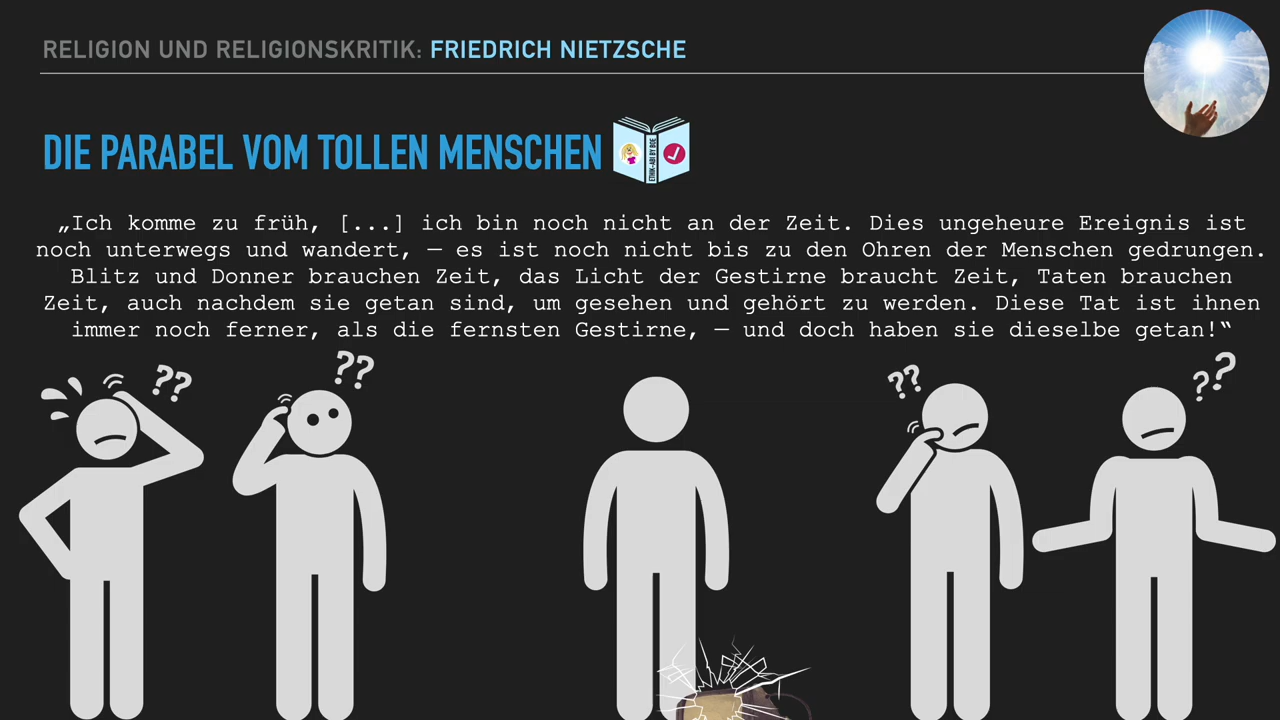 RELIGION UND RELIGIONSKRITIK: FRIEDRICH NIETZSCHE
DIE PARABEL VOM TOLLEN MENSCHEN
ETHIK-ABI BY BOE
„Ich komme zu früh, [...] ich bin noch nicht an der Zeit. Dies ungeheure Ereignis ist
noch unterwegs und wandert, — es ist noch nicht bis zu den Ohren der Menschen gedrungen.
Blitz und Donner brauchen Zeit, das Licht der Gestirne braucht Zeit, Taten brauchen
Zeit, auch nachdem sie getan sind, um gesehen und gehört zu werden. Diese Tat ist ihnen
immer noch ferner, als die fernsten Gestirne, — und doch haben sie dieselbe getan!“
?? ?? ?? ??